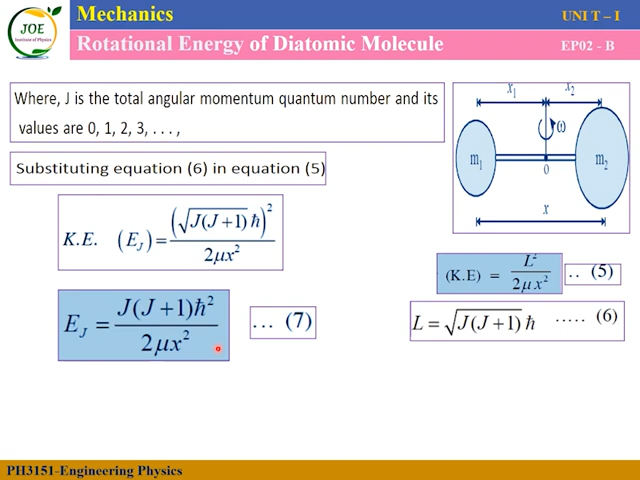 JOE
Institute of Physics
Mechanics
UNI T – I
Rotational Energy of Diatomic Molecule
EP02 - B
Where, J is the total angular momentum quantum number and its
values are 0, 1, 2, 3, . . . ,
Substituting equation (6) in equation (5)
K.E. (E_J) = (√J(J+1) ℏ)² / 2μx²
E_J = J(J+1)ℏ² / 2μx² ... (7)
x₁ x₂
ω
m₁ m₂
0
x
(K.E) = L² / 2μ x² .. (5)
L = √J(J+1) ℏ ..... (6)
PH3151-Engineering Physics